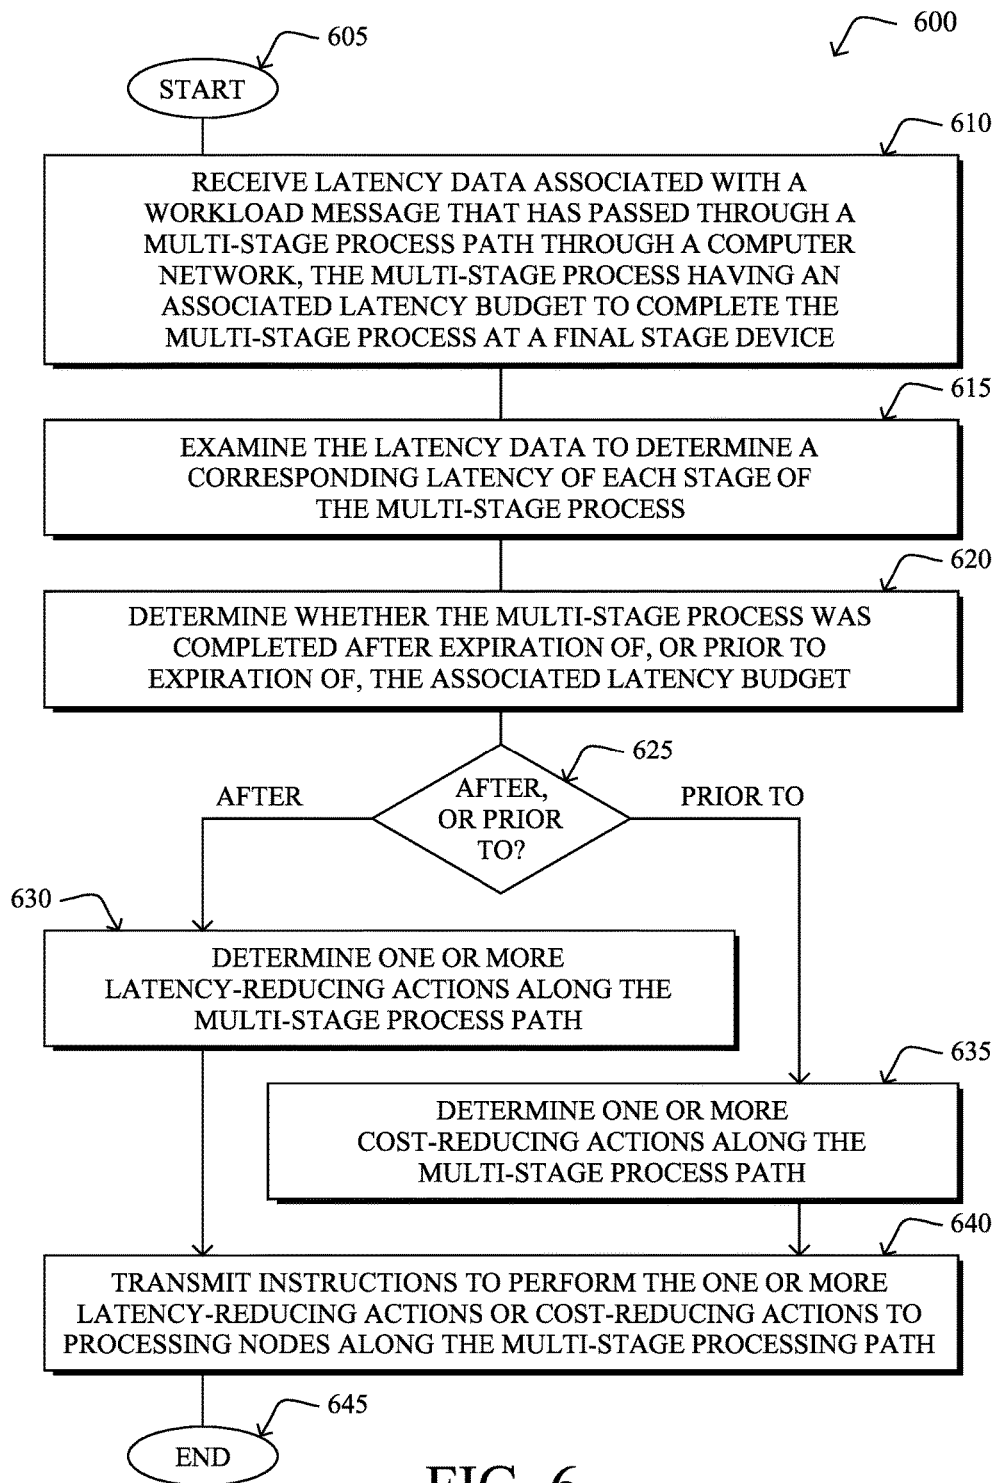 605
600
START
610
RECEIVE LATENCY DATA ASSOCIATED WITH A
WORKLOAD MESSAGE THAT HAS PASSED THROUGH A
MULTI-STAGE PROCESS PATH THROUGH A COMPUTER
NETWORK, THE MULTI-STAGE PROCESS HAVING AN
ASSOCIATED LATENCY BUDGET TO COMPLETE THE
MULTI-STAGE PROCESS AT A FINAL STAGE DEVICE
615
EXAMINE THE LATENCY DATA TO DETERMINE A
CORRESPONDING LATENCY OF EACH STAGE OF
THE MULTI-STAGE PROCESS
620
DETERMINE WHETHER THE MULTI-STAGE PROCESS WAS
COMPLETED AFTER EXPIRATION OF, OR PRIOR TO
EXPIRATION OF, THE ASSOCIATED LATENCY BUDGET
625
AFTER
AFTER,
OR PRIOR
TO?
PRIOR TO
630
DETERMINE ONE OR MORE
LATENCY-REDUCING ACTIONS ALONG THE
MULTI-STAGE PROCESS PATH
635
DETERMINE ONE OR MORE
COST-REDUCING ACTIONS ALONG THE
MULTI-STAGE PROCESS PATH
640
TRANSMIT INSTRUCTIONS TO PERFORM THE ONE OR MORE
LATENCY-REDUCING ACTIONS OR COST-REDUCING ACTIONS TO
PROCESSING NODES ALONG THE MULTI-STAGE PROCESSING PATH
645
END
FIG. 6